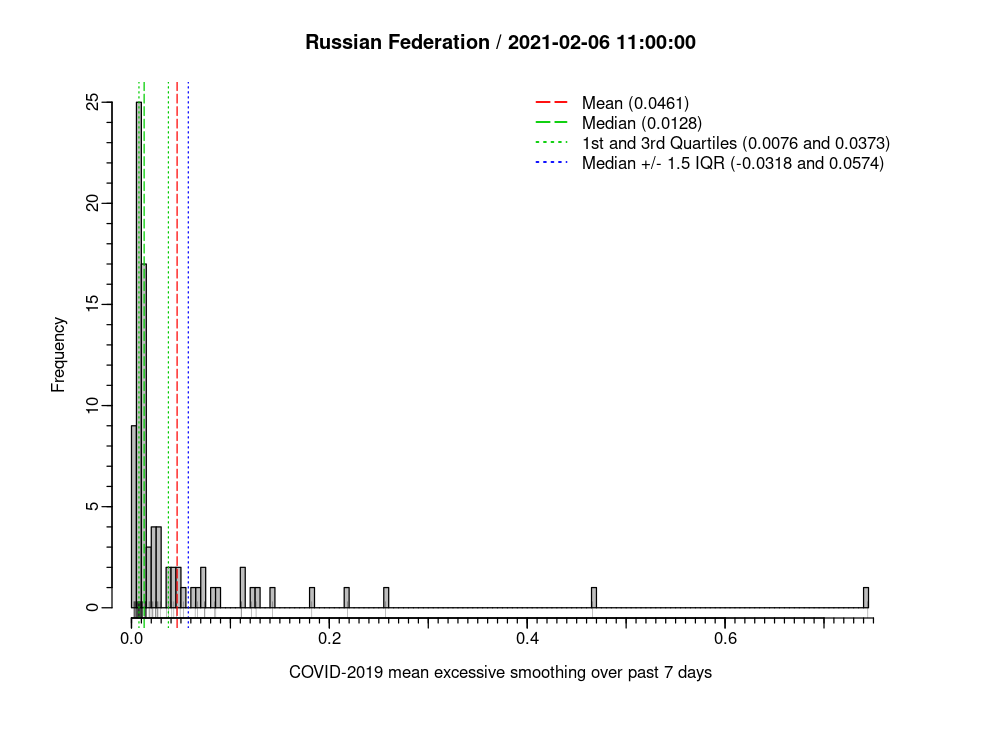 Russian Federation / 2021-02-06 11:00:00
Mean (0.0461)
Median (0.0128)
1st and 3rd Quartiles (0.0076 and 0.0373)
Median +/- 1.5 IQR (-0.0318 and 0.0574)
Frequency
25
20
15
10
5
0
0.0 0.2 0.4 0.6
COVID-2019 mean excessive smoothing over past 7 days